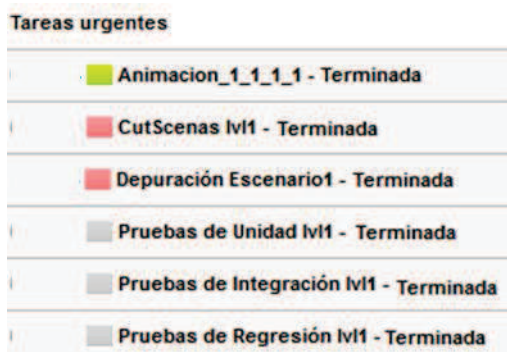 Tareas urgentes
Animacion_1_1_1_1 - Terminada
CutScenas lvl1 - Terminada
Depuración Escenario1 - Terminada
Pruebas de Unidad lvl1 - Terminada
Pruebas de Integración lvl1 - Terminada
Pruebas de Regresión lvl1 - Terminada